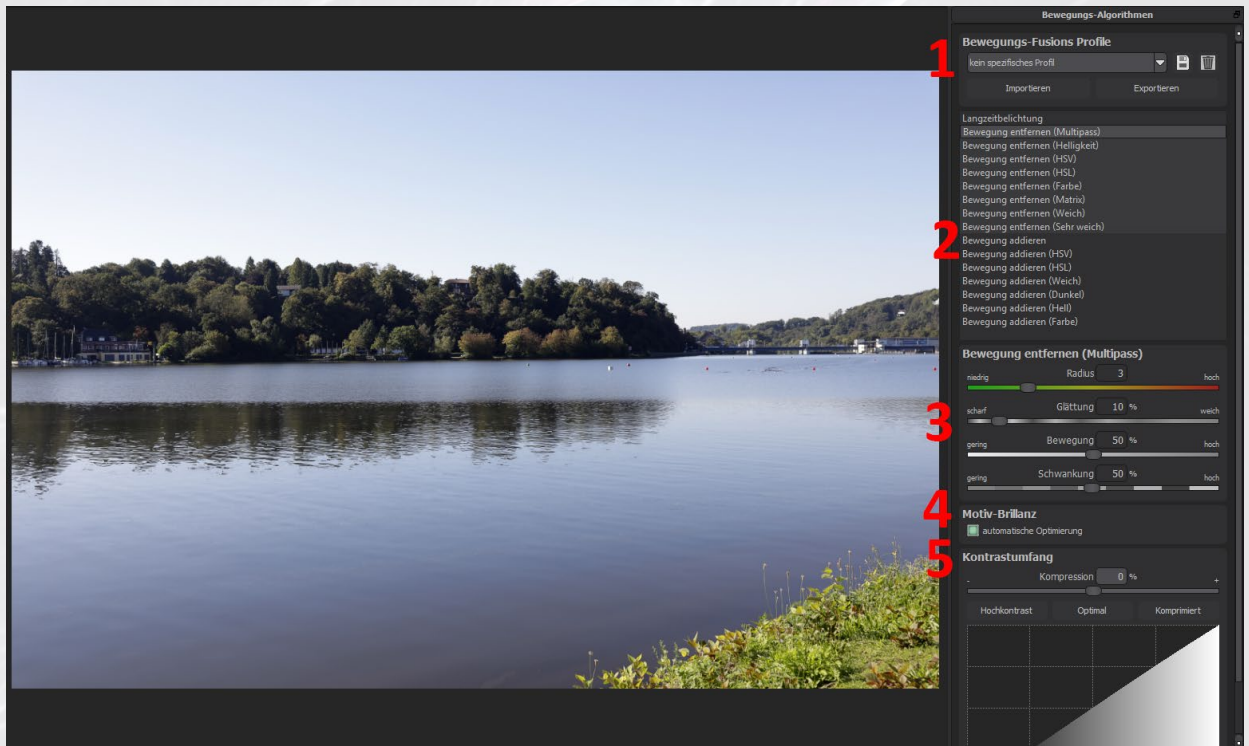 Bewegungs-Algorithmen
1
Bewegungs-Fusions Profile
kein spezifisches Profil
Importieren Exportieren
2
Langzeitbelichtung
Bewegung entfernen (Multipass)
Bewegung entfernen (Helligkeit)
Bewegung entfernen (HSV)
Bewegung entfernen (HSL)
Bewegung entfernen (Farbe)
Bewegung entfernen (Matrix)
Bewegung entfernen (Weich)
Bewegung entfernen (Sehr weich)
Bewegung addieren
Bewegung addieren (HSV)
Bewegung addieren (HSL)
Bewegung addieren (Weich)
Bewegung addieren (Dunkel)
Bewegung addieren (Hell)
Bewegung addieren (Farbe)
3
Bewegung entfernen (Multipass)
niedrig Radius 3 hoch
scharf Glättung 10 % weich
gering Bewegung 50 % hoch
gering Schwankung 50 % hoch
4
Motiv-Brillanz
automatische Optimierung
5
Kontrastumfang
- Kompression 0 % +
Hochkontrast Optimal Komprimiert